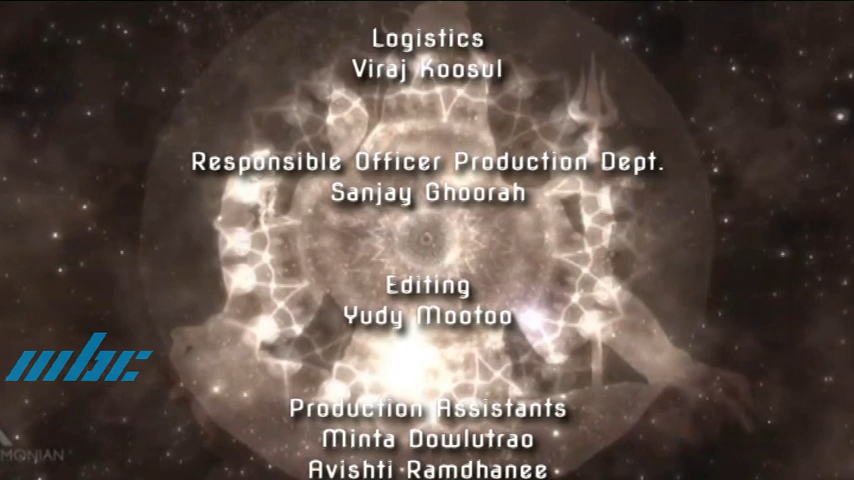 Logistics
Viraj Koosul
Responsible Officer Production Dept.
Sanjay Ghoorah
Editing
Yudy Mootoo
mbc
Production Assistants
Minta Dowlutrao
MONIAN
Avishti Ramdhanee